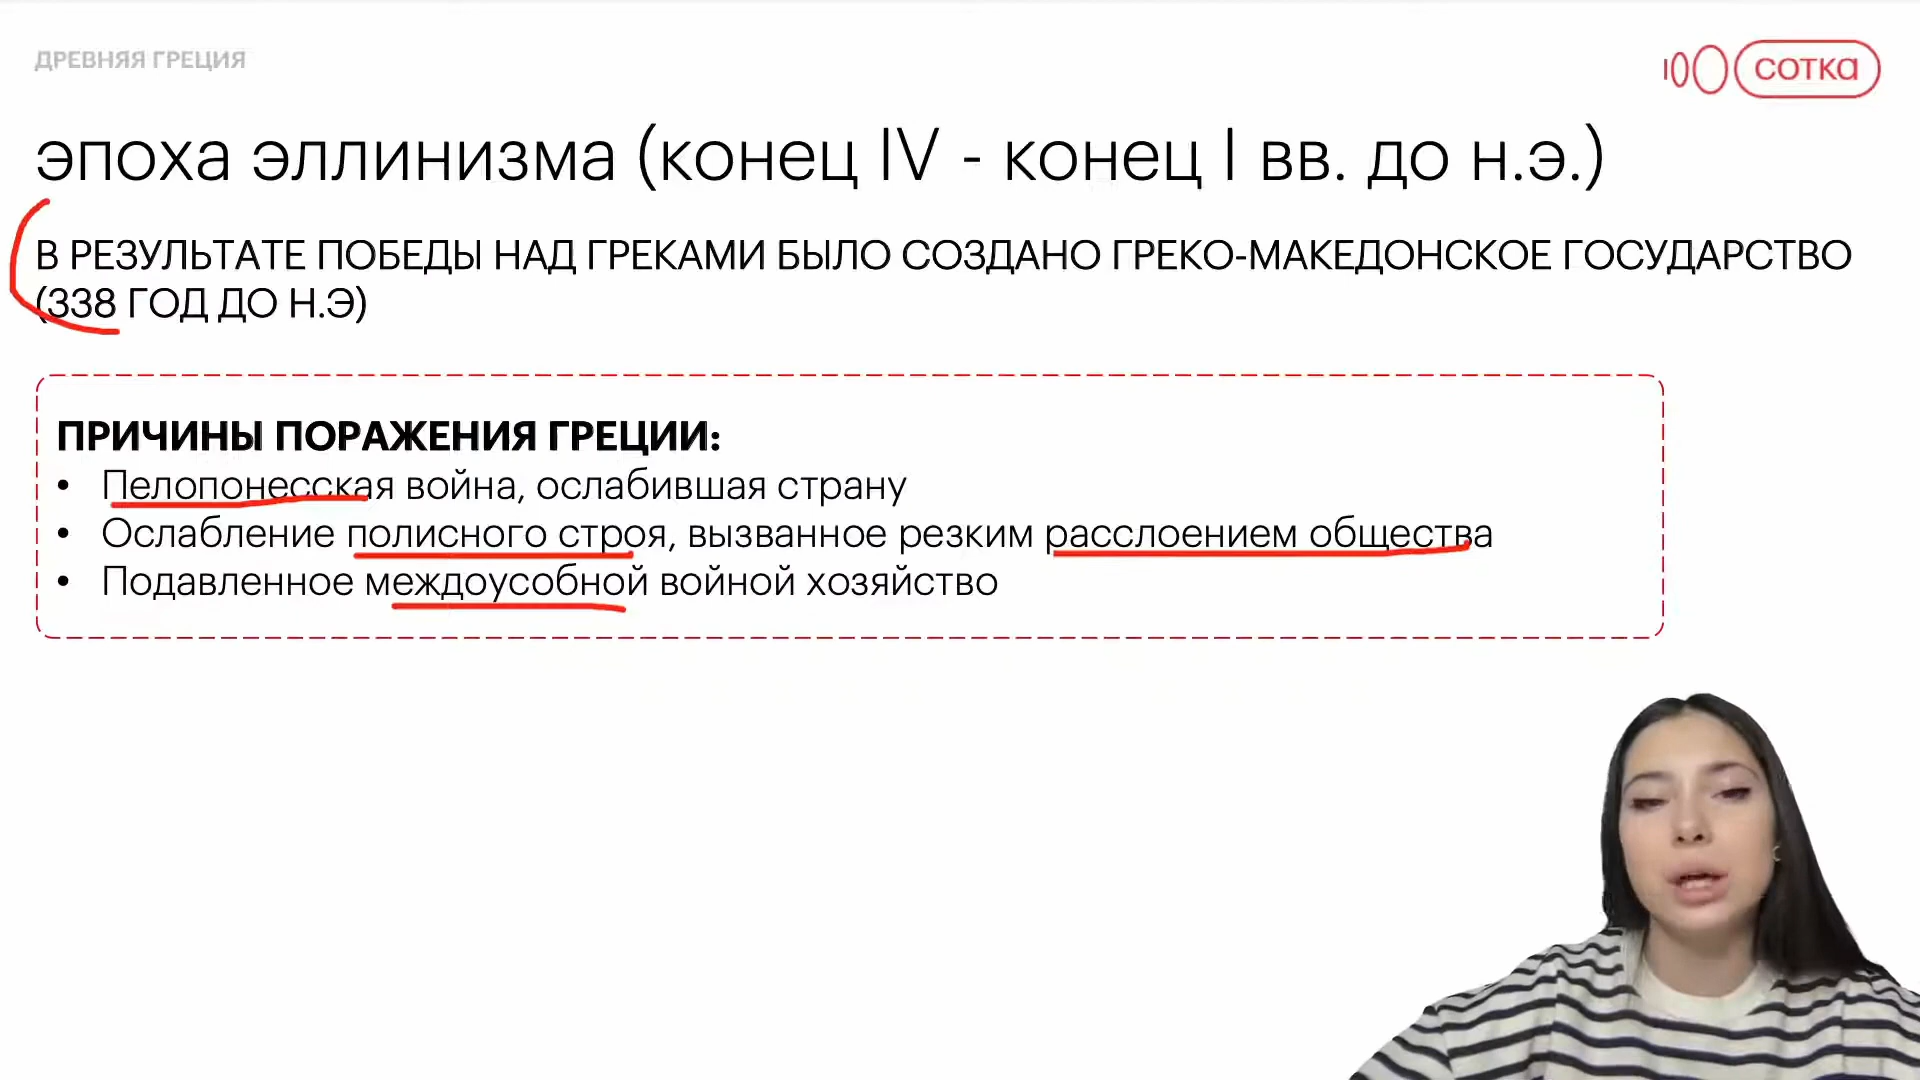 ДРЕВНЯЯ ГРЕЦИЯ
100 сотка
эпоха эллинизма (конец IV - конец I вв. до н.э.)
В РЕЗУЛЬТАТЕ ПОБЕДЫ НАД ГРЕКАМИ БЫЛО СОЗДАНО ГРЕКО-МАКЕДОНСКОЕ ГОСУДАРСТВО
(338 ГОД ДО Н.Э)
ПРИЧИНЫ ПОРАЖЕНИЯ ГРЕЦИИ:
• Пелопонесская война, ослабившая страну
• Ослабление полисного строя, вызванное резким расслоением общества
• Подавленное междоусобной войной хозяйство